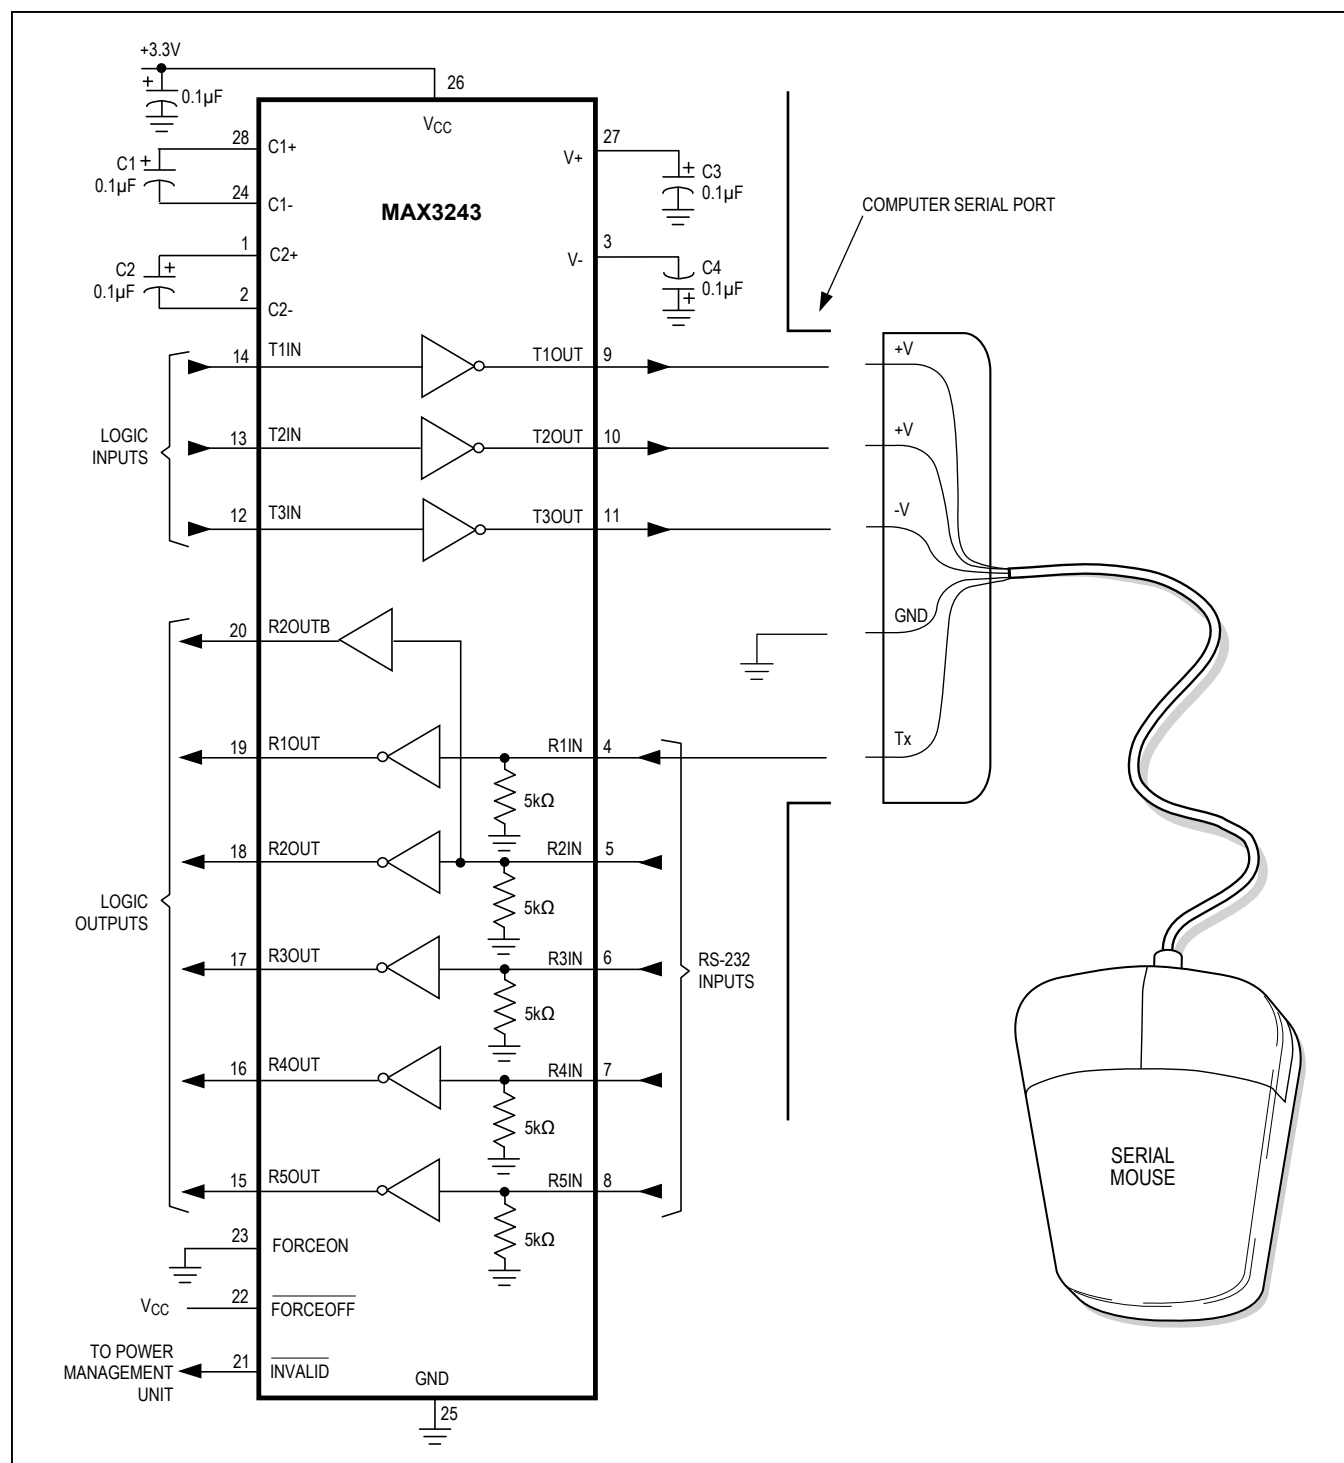 +3.3V
+
0.1µF
26
VCC
28
C1+
C1
+
0.1µF
24
C1-
MAX3243
27
V+
+
C3
0.1µF
1
C2+
C2
+
0.1µF
2
C2-
3
V-
C4
0.1µF
+
COMPUTER SERIAL PORT
LOGIC
INPUTS
14
T1IN
T1OUT
9
13
T2IN
T2OUT
10
12
T3IN
T3OUT
11
+V
+V
-V
GND
Tx
LOGIC
OUTPUTS
20
R2OUTB
19
R1OUT
R1IN
4
5kΩ
18
R2OUT
R2IN
5
5kΩ
17
R3OUT
R3IN
6
5kΩ
16
R4OUT
R4IN
7
5kΩ
15
R5OUT
R5IN
8
5kΩ
RS-232
INPUTS
23
FORCEON
VCC
22
FORCEOFF
TO POWER
MANAGEMENT
UNIT
21
INVALID
GND
25
SERIAL
MOUSE